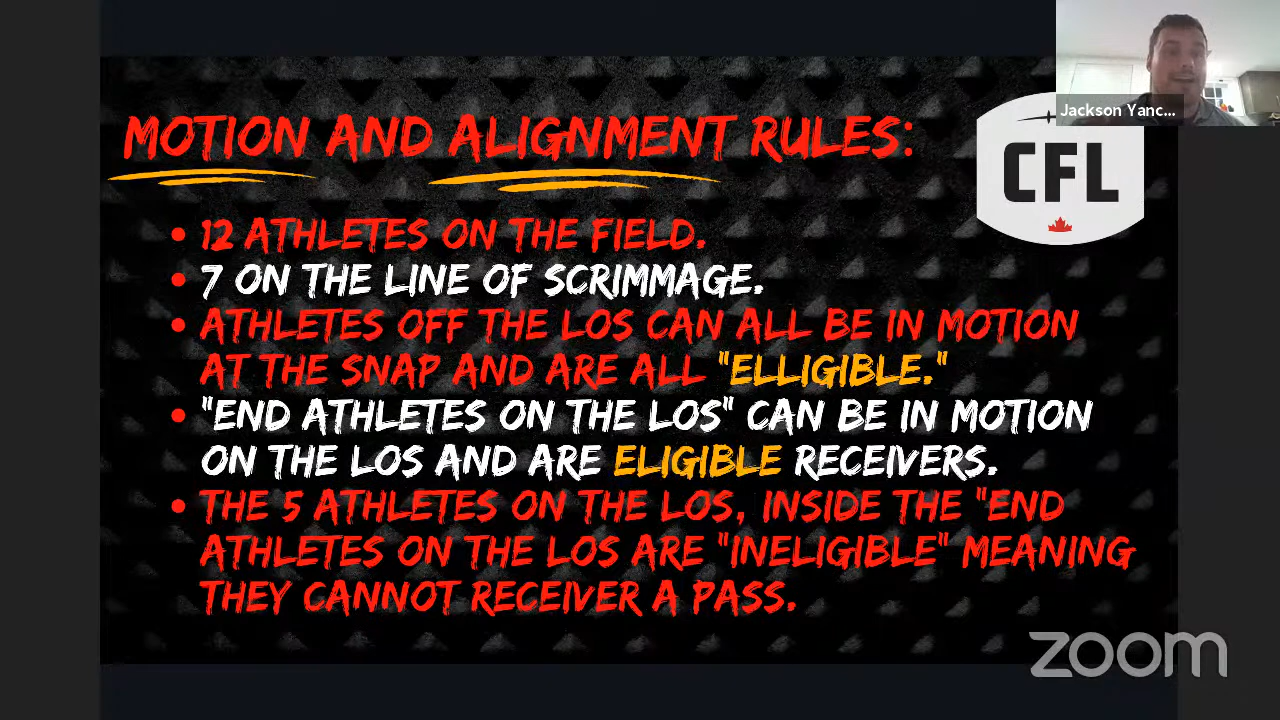 Jackson Yanc...
MOTION AND ALIGNMENT RULES:
CFL
• 12 ATHLETES ON THE FIELD.
• 7 ON THE LINE OF SCRIMMAGE.
• ATHLETES OFF THE LOS CAN ALL BE IN MOTION
AT THE SNAP AND ARE ALL "ELLIGIBLE."
• "END ATHLETES ON THE LOS" CAN BE IN MOTION
ON THE LOS AND ARE ELIGIBLE RECEIVERS.
• THE 5 ATHLETES ON THE LOS, INSIDE THE "END
ATHLETES ON THE LOS ARE "INELIGIBLE" MEANING
THEY CANNOT RECEIVER A PASS.
zoom